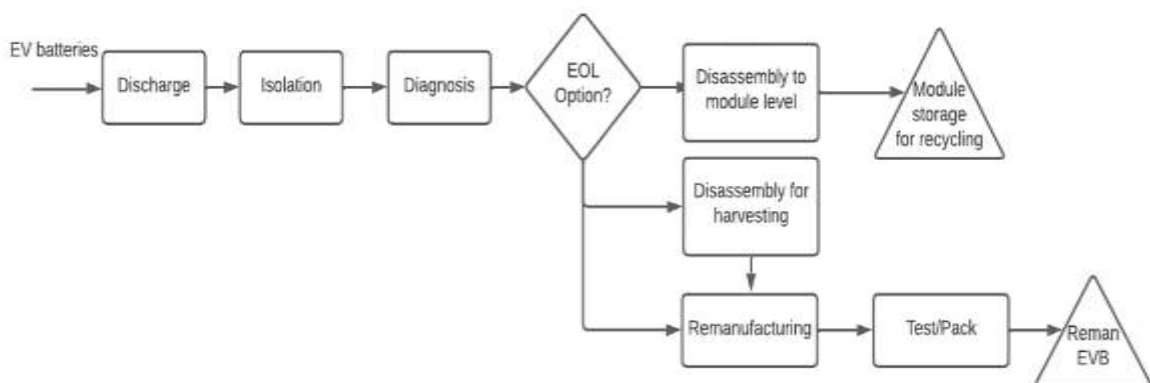 EV batteries
Discharge
Isolation
Diagnosis
EOL
Option?
Disassembly to
module level
Module
storage
for recycling
Disassembly for
harvesting
Remanufacturing
Test/Pack
Reman
EVB